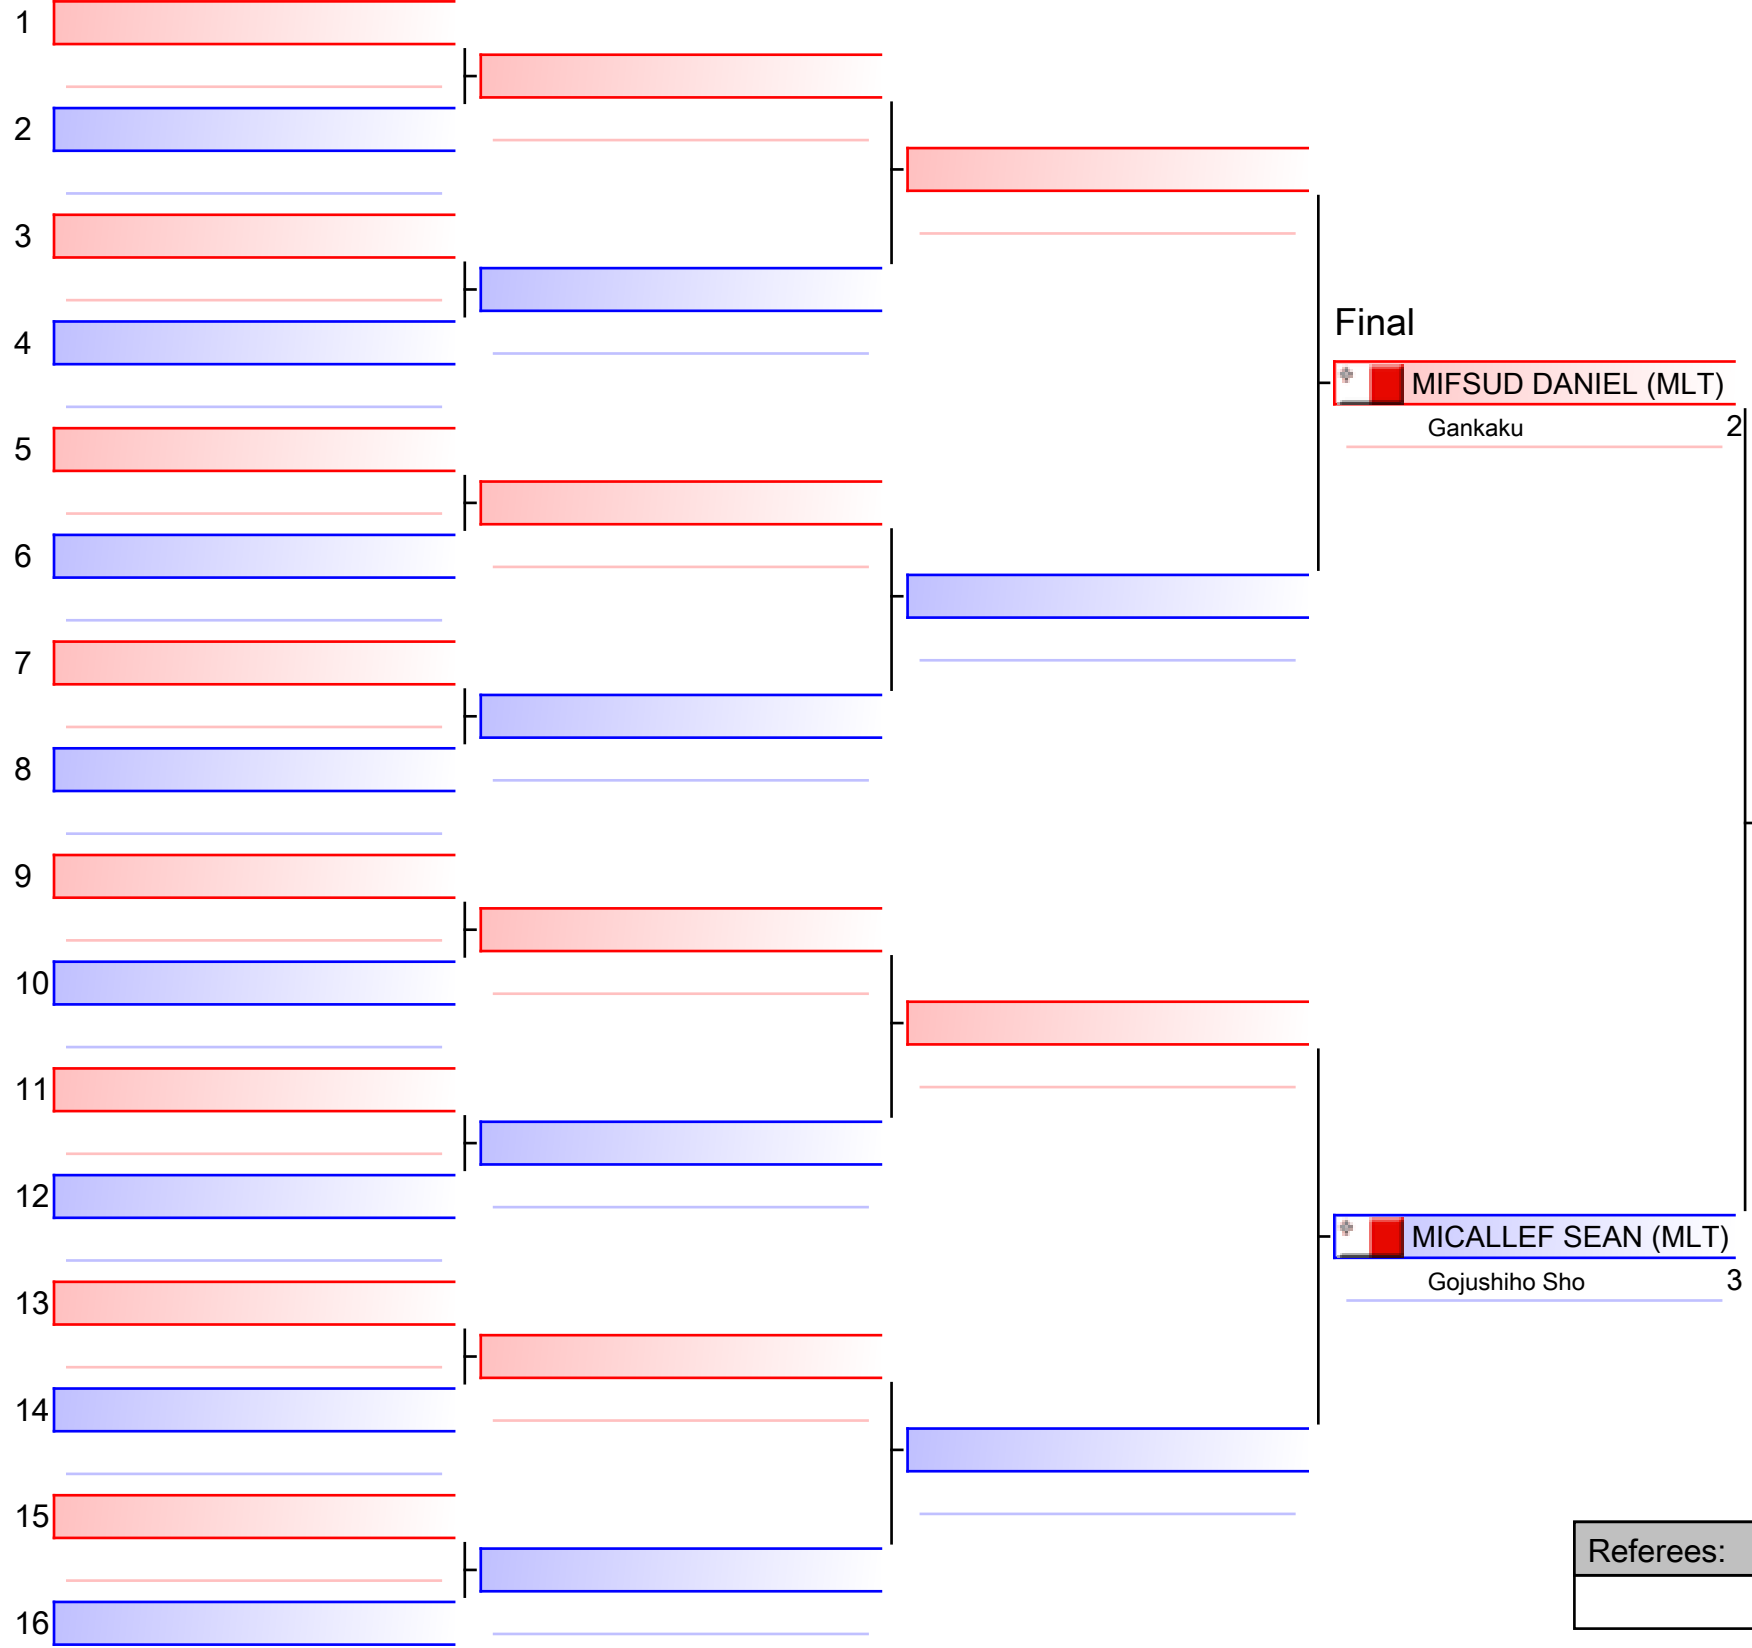 1
2
3
Final
4
MIFSUD DANIEL (MLT)
Gankaku 2
5
6
7
8
9
10
11
12
MICALLEF SEAN (MLT)
Gojushiho Sho 3
13
14
15
Referees:
16